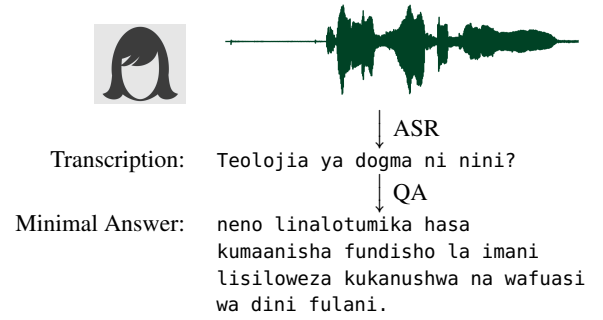 ASR
Transcription: Teolojia ya dogma ni nini?
QA
Minimal Answer: neno linalotumika hasa
kumaanisha fundisho la imani
lisiloweza kukanushwa na wafuasi
wa dini fulani.